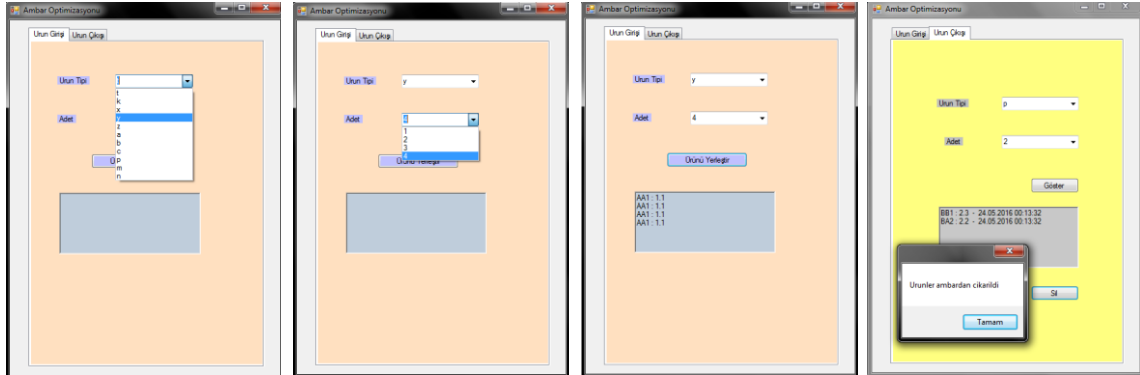 Ambar Optimizasyonu
Urun Girişi Urun Çıkışı
Urun Tipi
t
k
x
y
z
a
b
c
p
m
n
Adet
Ambar Optimizasyonu
Urun Girişi Urun Çıkışı
Urun Tipi y
Adet
1
2
3
4
Ürünü Yerleştir
Ambar Optimizasyonu
Urun Girişi Urun Çıkışı
Urun Tipi y
Adet 4
Ürünü Yerleştir
AA1 : 1.1
AA1 : 1.1
AA1 : 1.1
AA1 : 1.1
Ambar Optimizasyonu
Urun Girişi Urun Çıkışı
Urun Tipi p
Adet 2
Göster
BB1 : 2.3 - 24.05.2016 00:13:32
BA2 : 2.2 - 24.05.2016 00:13:32
Urunler ambardan cikarildi
Sil
Tamam